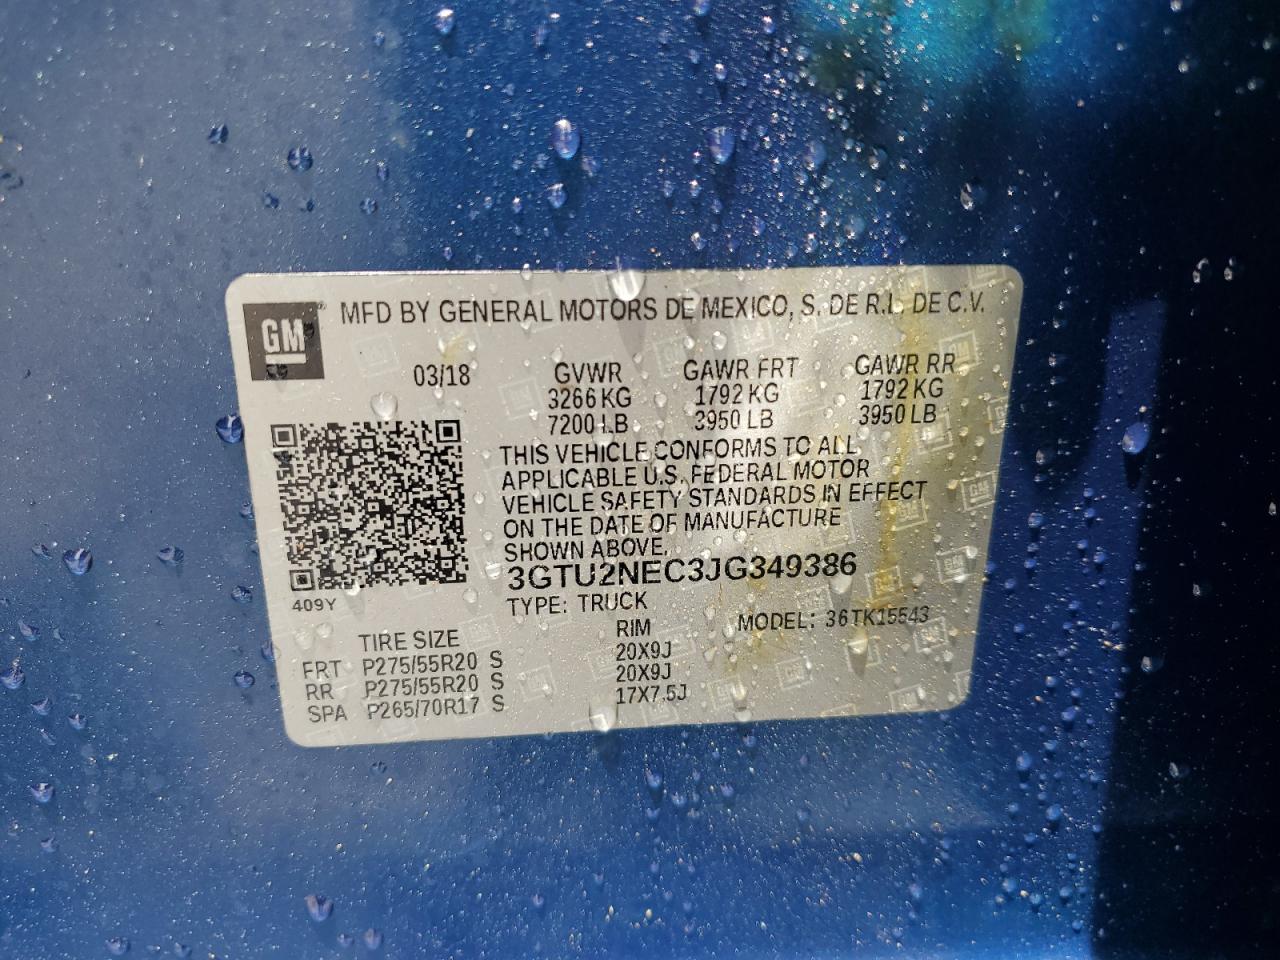 GM ® MFD BY GENERAL MOTORS DE MEXICO, S. DE R.L. DE C.V.
03/18 GVWR GAWR FRT GAWR RR
3266 KG 1792 KG 1792 KG
7200 LB 3950 LB 3950 LB
THIS VEHICLE CONFORMS TO ALL
APPLICABLE U.S. FEDERAL MOTOR
VEHICLE SAFETY STANDARDS IN EFFECT
ON THE DATE OF MANUFACTURE
SHOWN ABOVE.
3GTU2NEC3JG349386
409Y
TYPE: TRUCK MODEL: 36TK15543
TIRE SIZE RIM
FRT P275/55R20 S 20X9J
RR P275/55R20 S 20X9J
SPA P265/70R17 S 17X7.5J